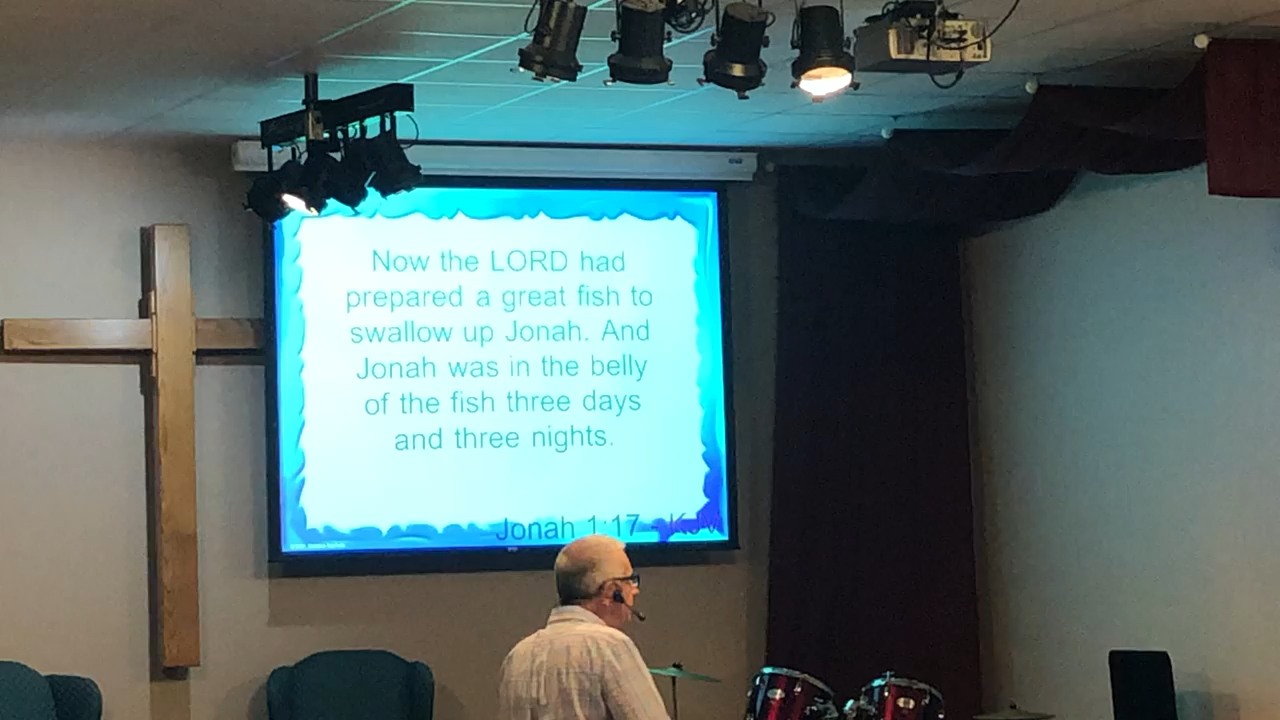 Now the LORD had
prepared a great fish to
swallow up Jonah. And
Jonah was in the belly
of the fish three days
and three nights.
Jonah 1:17 - KJV